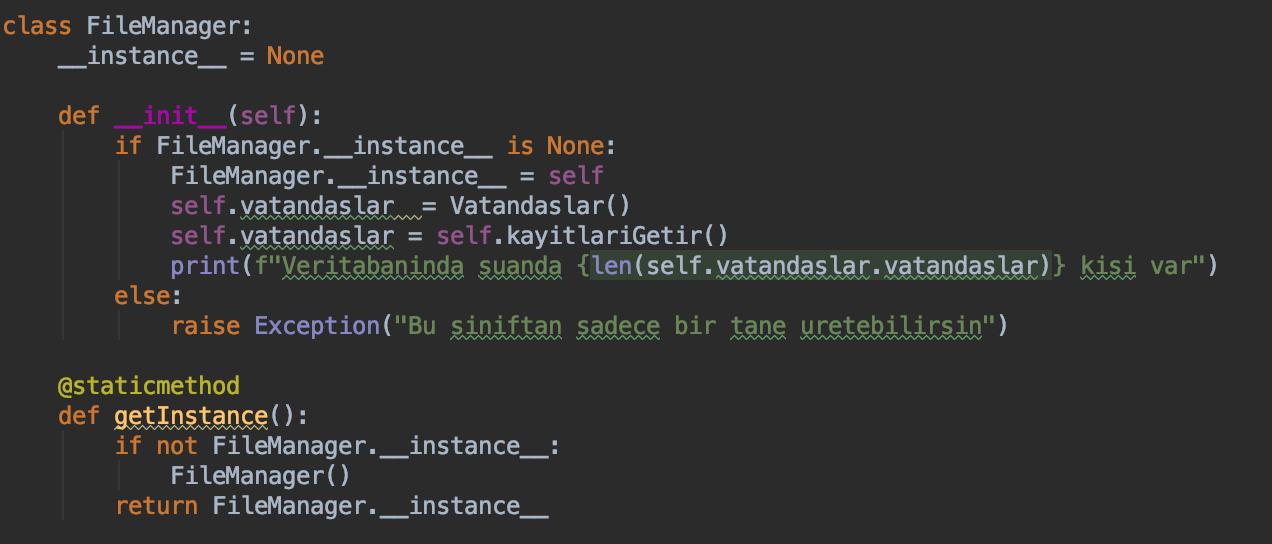 class FileManager:
    __instance__ = None
    def __init__(self):
        if FileManager.__instance__ is None:
            FileManager.__instance__ = self
            self.vatandaslar  = Vatandaslar()
            self.vatandaslar = self.kayitlariGetir()
            print(f"Veritabaninda suanda {len(self.vatandaslar.vatandaslar)} kisi var")
        else:
            raise Exception("Bu siniftan sadece bir tane uretebilirsin")
    @staticmethod
    def getInstance():
        if not FileManager.__instance__:
            FileManager()
        return FileManager.__instance__